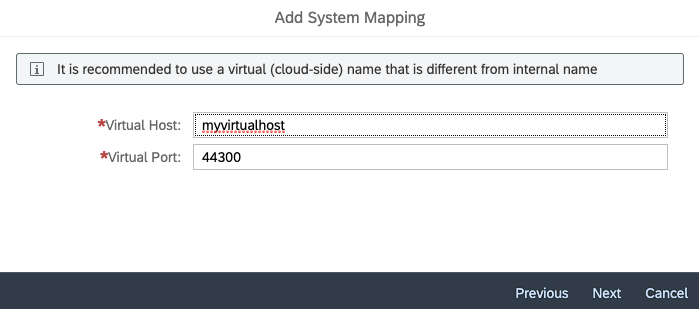 Add System Mapping
It is recommended to use a virtual (cloud-side) name that is different from internal name
*Virtual Host: myvirtualhost
*Virtual Port: 44300
Previous Next Cancel